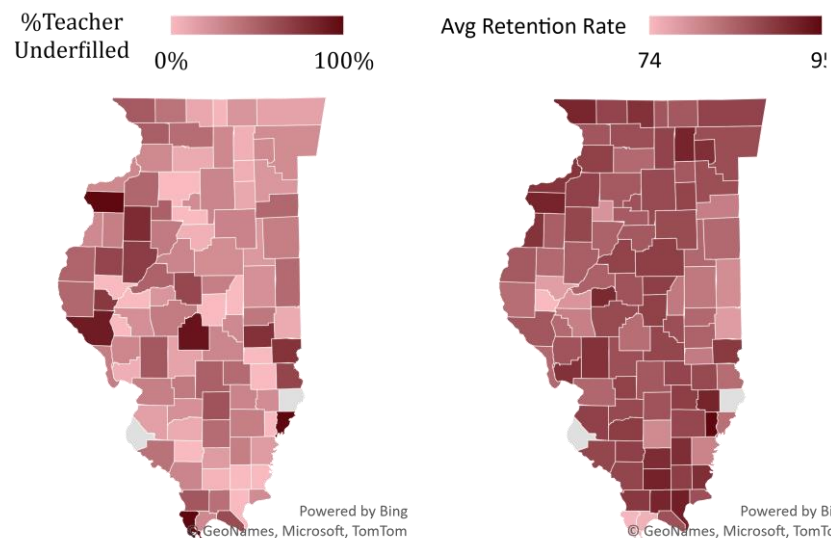 %Teacher
Underfilled
0%
100%
Avg Retention Rate
74
Powered by Bing
© GeoNames, Microsoft, TomTom
Powered by Bi
© GeoNames, Microsoft, TomTom